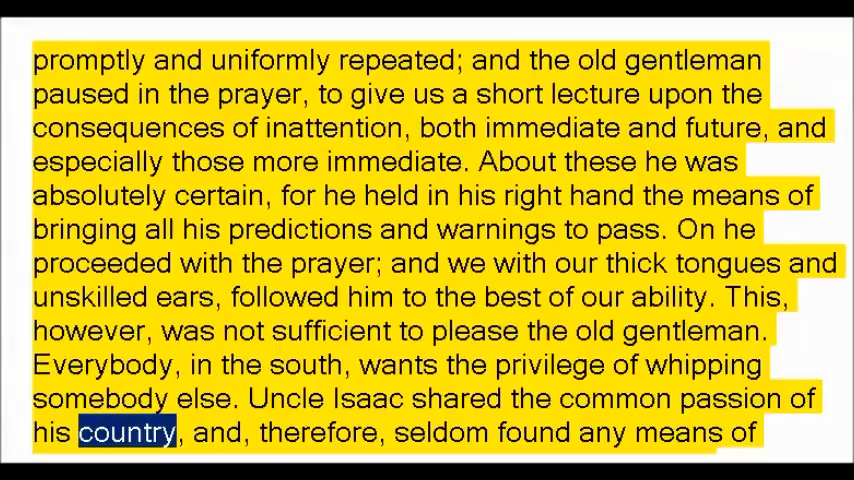 promptly and uniformly repeated; and the old gentleman
paused in the prayer, to give us a short lecture upon the
consequences of inattention, both immediate and future, and
especially those more immediate. About these he was
absolutely certain, for he held in his right hand the means of
bringing all his predictions and warnings to pass. On he
proceeded with the prayer; and we with our thick tongues and
unskilled ears, followed him to the best of our ability. This,
however, was not sufficient to please the old gentleman.
Everybody, in the south, wants the privilege of whipping
somebody else. Uncle Isaac shared the common passion of
his country, and, therefore, seldom found any means of